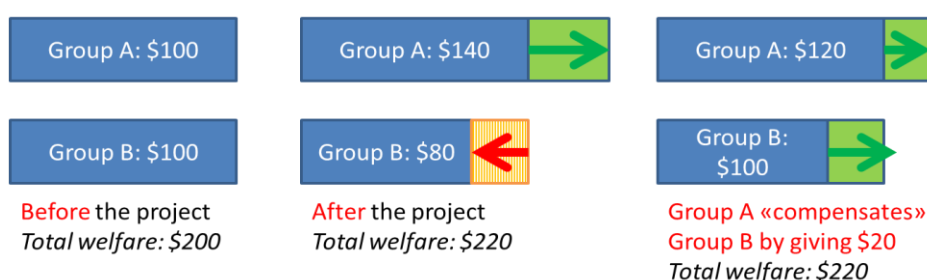 Group A: $100
Group A: $140
Group A: $120
Group B: $100
Group B: $80
Group B:
$100
Before the project
Total welfare: $200
After the project
Total welfare: $220
Group A «compensates»
Group B by giving $20
Total welfare: $220